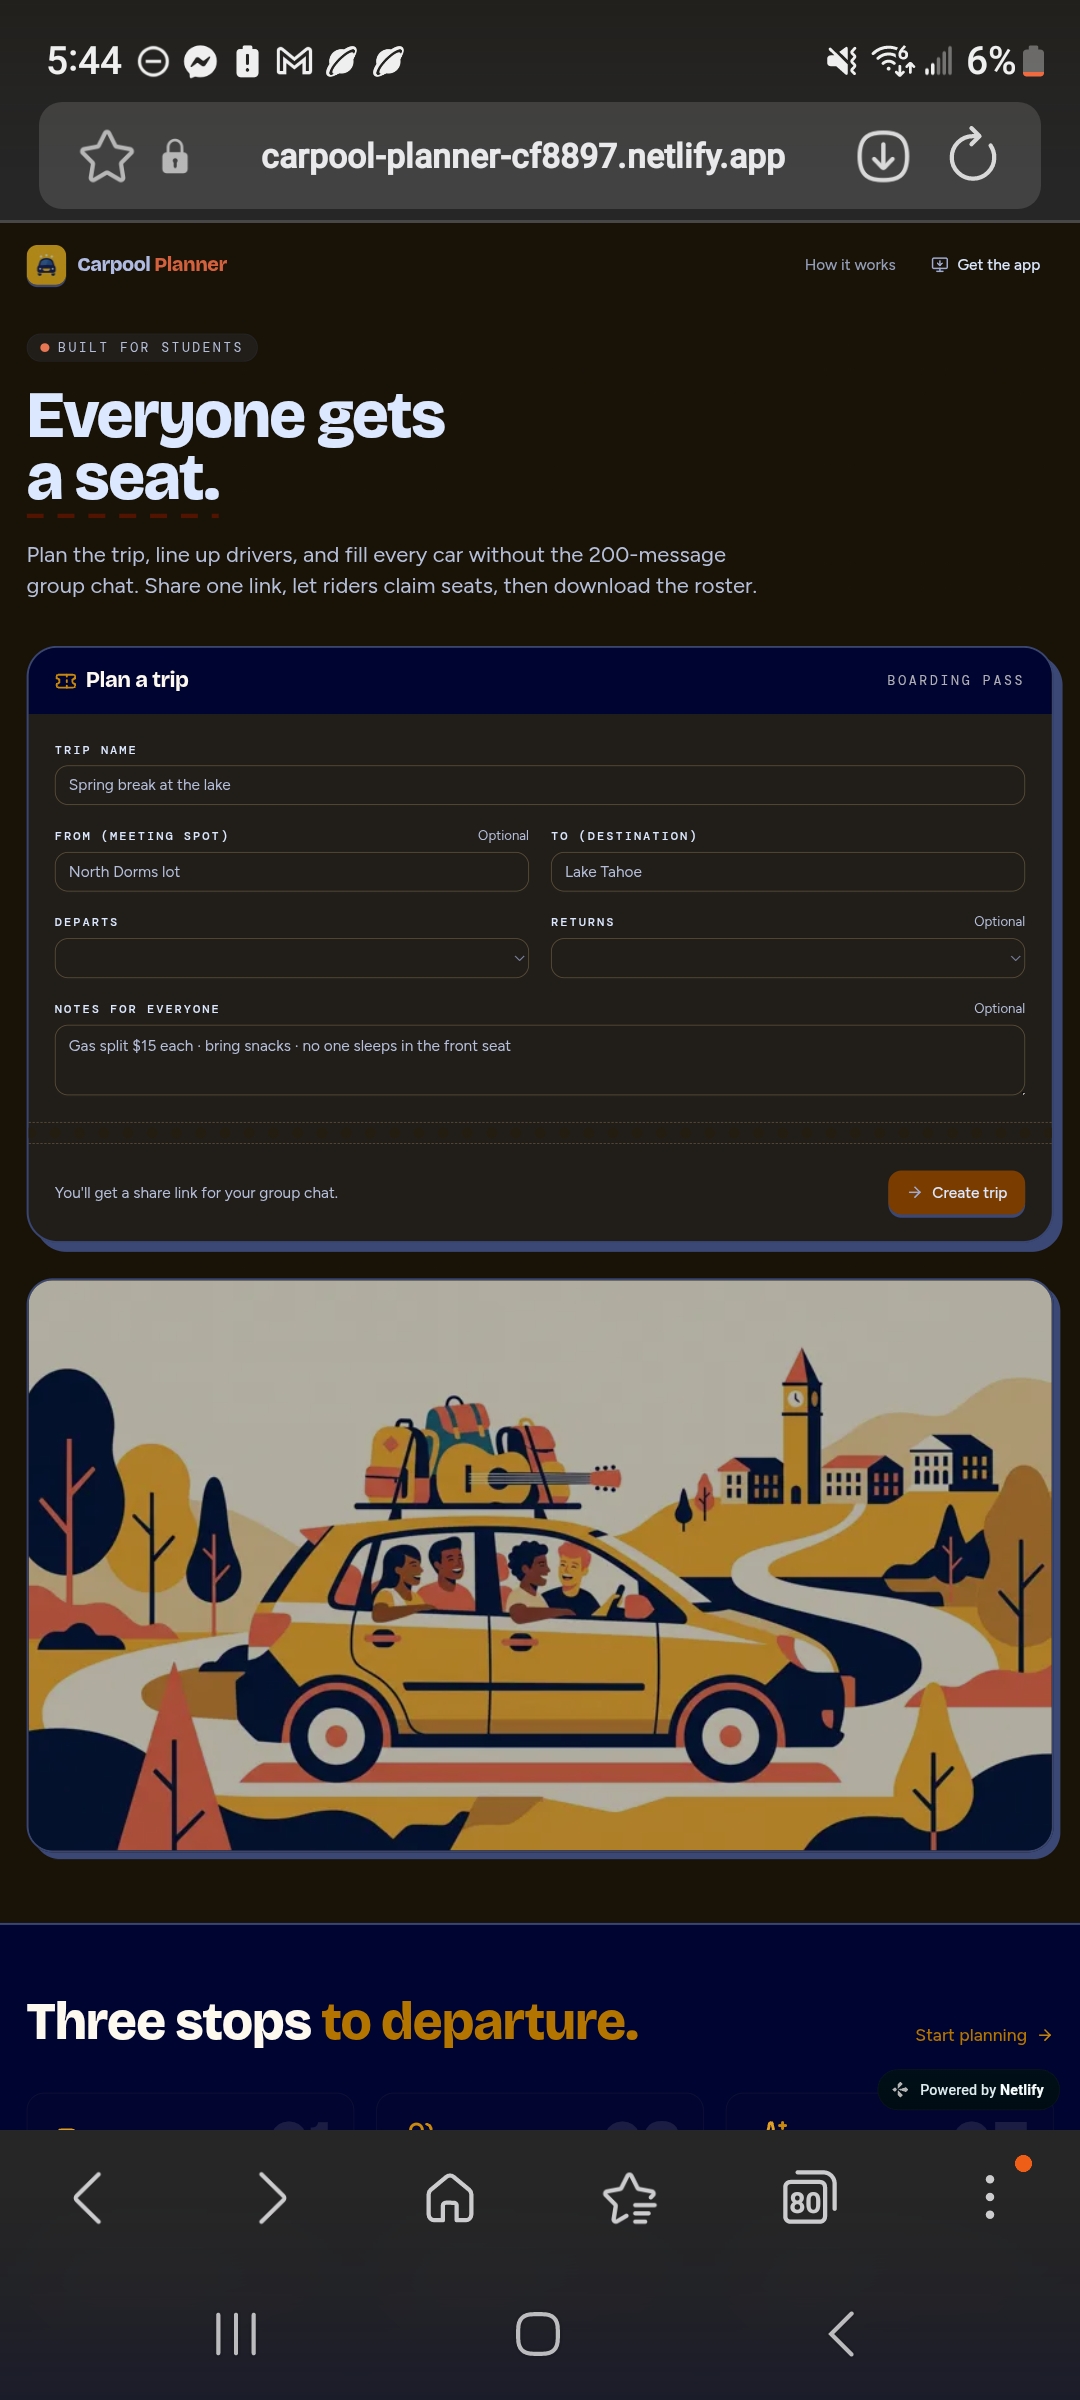 5:44
6%
carpool-planner-cf8897.netlify.app
Carpool Planner
How it works
Get the app
BUILT FOR STUDENTS
Everyone gets
a seat.
Plan the trip, line up drivers, and fill every car without the 200-message
group chat. Share one link, let riders claim seats, then download the roster.
Plan a trip
BOARDING PASS
TRIP NAME
Spring break at the lake
FROM (MEETING SPOT)
Optional
TO (DESTINATION)
North Dorms lot
Lake Tahoe
DEPARTS
RETURNS
Optional
NOTES FOR EVERYONE
Optional
Gas split $15 each · bring snacks · no one sleeps in the front seat
You'll get a share link for your group chat.
Create trip
Three stops to departure.
Start planning
Powered by Netlify
80